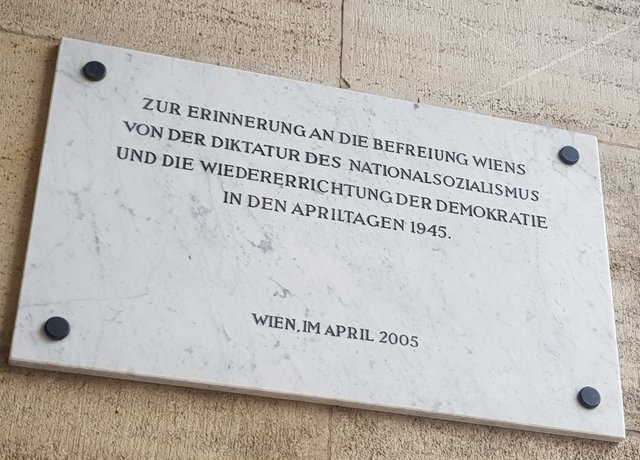 ZUR ERINNERUNG AN DIE BEFREIUNG WIENS
VON DER DIKTATUR DES NATIONALSOZIALISMUS
UND DIE WIEDERERRICHTUNG DER DEMOKRATIE
IN DEN APRILTAGEN 1945.
WIEN, IM APRIL 2005